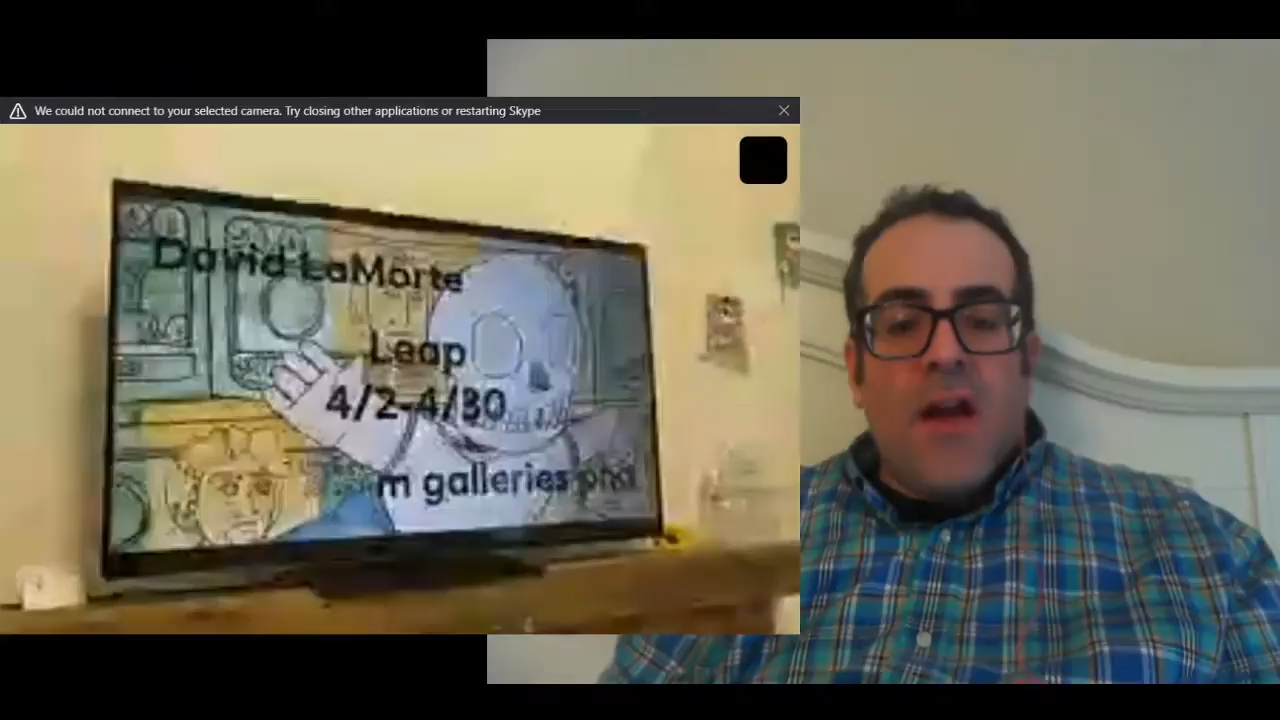 We could not connect to your selected camera. Try closing other applications or restarting Skype
David LaMorte
Leap
4/2-4/30
m galleries